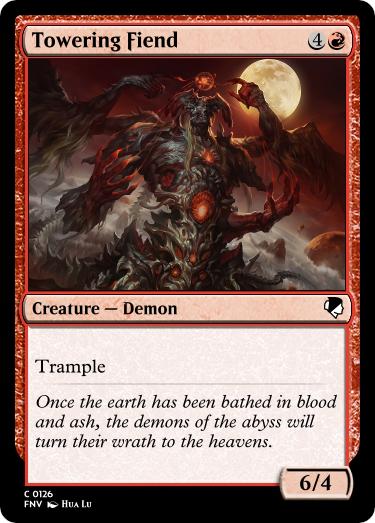 Towering Fiend 4
Creature — Demon
Trample
Once the earth has been bathed in blood
and ash, the demons of the abyss will
turn their wrath to the heavens.
6/4
C 0126
FNV Hua Lu